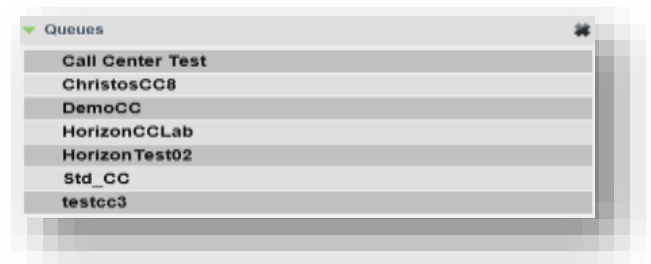 Queues
Call Center Test
ChristosCC8
DemoCC
HorizonCCLab
HorizonTest02
Std_CC
testcc3